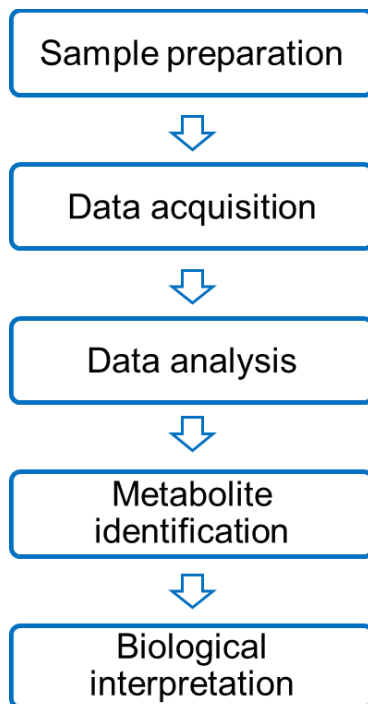 Sample preparation
Data acquisition
Data analysis
Metabolite
identification
Biological
interpretation